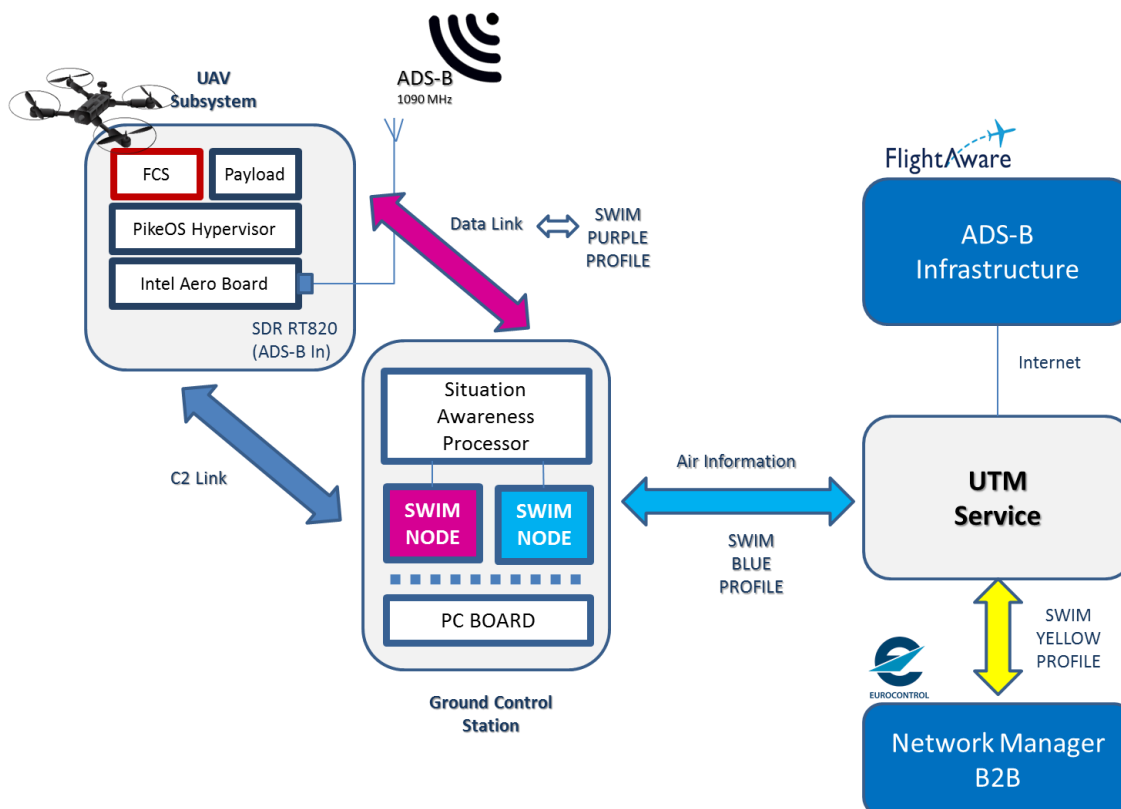 UAV
Subsystem
ADS-B
1090 MHz
FCS
Payload
PikeOS Hypervisor
Intel Aero Board
SDR RT820
(ADS-B In)
Data Link
SWIM
PURPLE
PROFILE
C2 Link
Situation
Awareness
Processor
SWIM
NODE
SWIM
NODE
PC BOARD
Ground Control
Station
Air Information
SWIM
BLUE
PROFILE
FlightAware
ADS-B
Infrastructure
Internet
UTM
Service
SWIM
YELLOW
PROFILE
EUROCONTROL
Network Manager
B2B